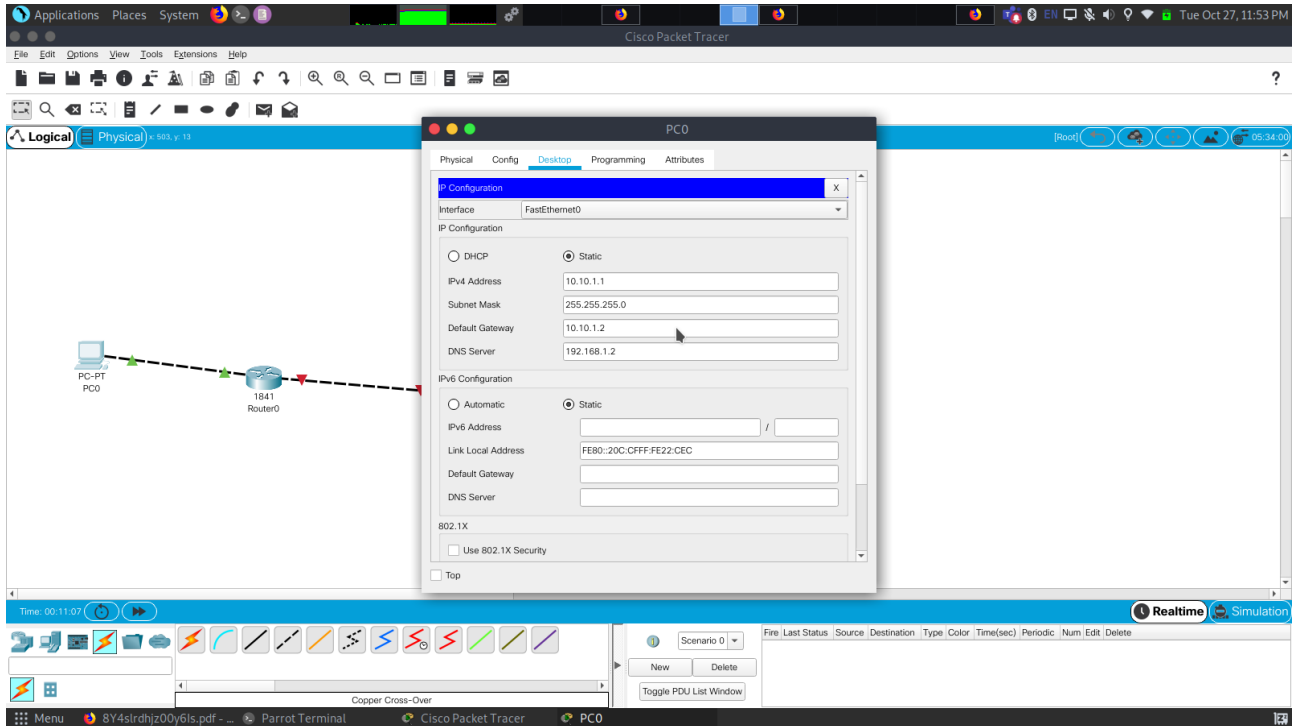 Applications Places System EN Tue Oct 27, 11:53 PM
Cisco Packet Tracer
File Edit Options View Tools Extensions Help
?
Logical Physical x: 503, y: 13 [Root] 05:34:00
PC0
Physical Config Desktop Programming Attributes
IP Configuration X
Interface FastEthernet0
IP Configuration
DHCP Static
IPv4 Address 10.10.1.1
Subnet Mask 255.255.255.0
Default Gateway 10.10.1.2
DNS Server 192.168.1.2
IPv6 Configuration
Automatic Static
IPv6 Address /
Link Local Address FE80::20C:CFFF:FE22:CEC
Default Gateway
DNS Server
802.1X
Use 802.1X Security
Top
PC-PT
PC0
1841
Router0
Time: 00:11:07 Realtime Simulation
Scenario 0
New Delete
Toggle PDU List Window
Fire Last Status Source Destination Type Color Time(sec) Periodic Num Edit Delete
Copper Cross-Over
Menu 8Y4slrdhjz00y6ls.pdf - ... Parrot Terminal Cisco Packet Tracer PC0